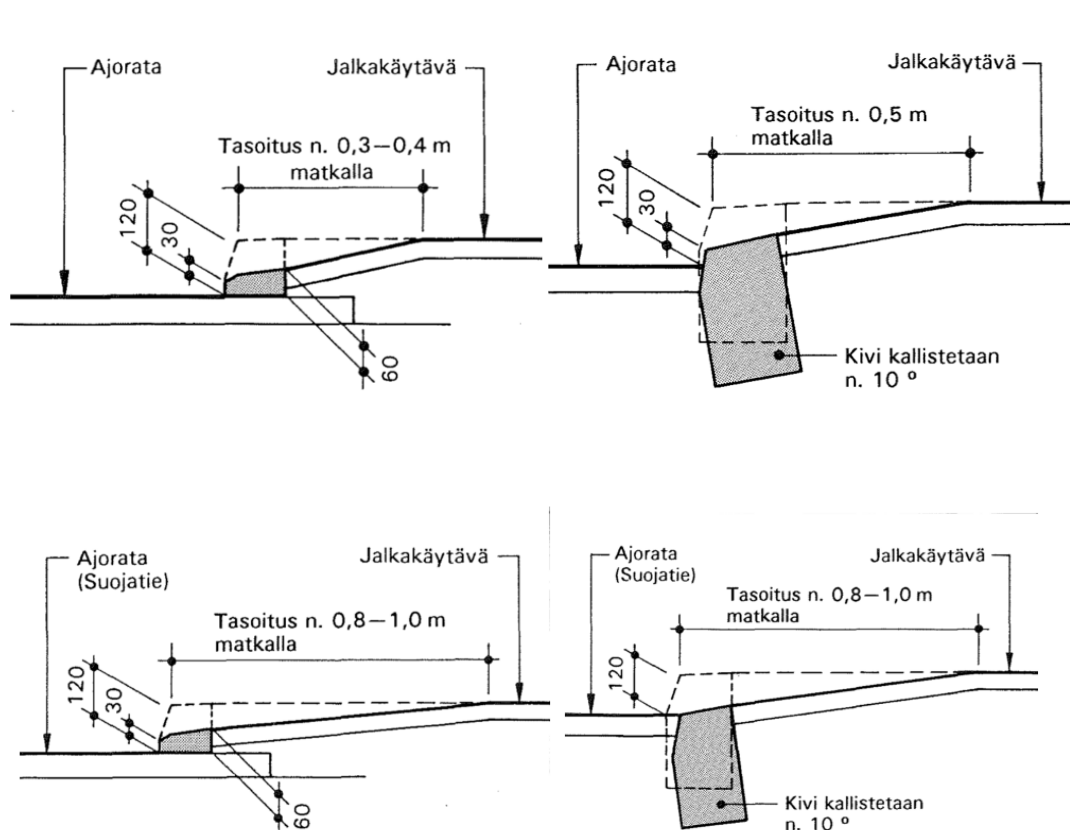 Ajorata
Jalkakäytävä
Tasoitus n. 0,3—0,4 m
matkalla
120
30
60
Ajorata
Jalkakäytävä
Tasoitus n. 0,5 m
matkalla
120
30
Kivi kallistetaan
n. 10 º
Ajorata
(Suojatie)
Jalkakäytävä
Tasoitus n. 0,8—1,0 m
matkalla
120
30
60
Ajorata
(Suojatie)
Jalkakäytävä
Tasoitus n. 0,8—1,0 m
matkalla
120
Kivi kallistetaan
n. 10 º